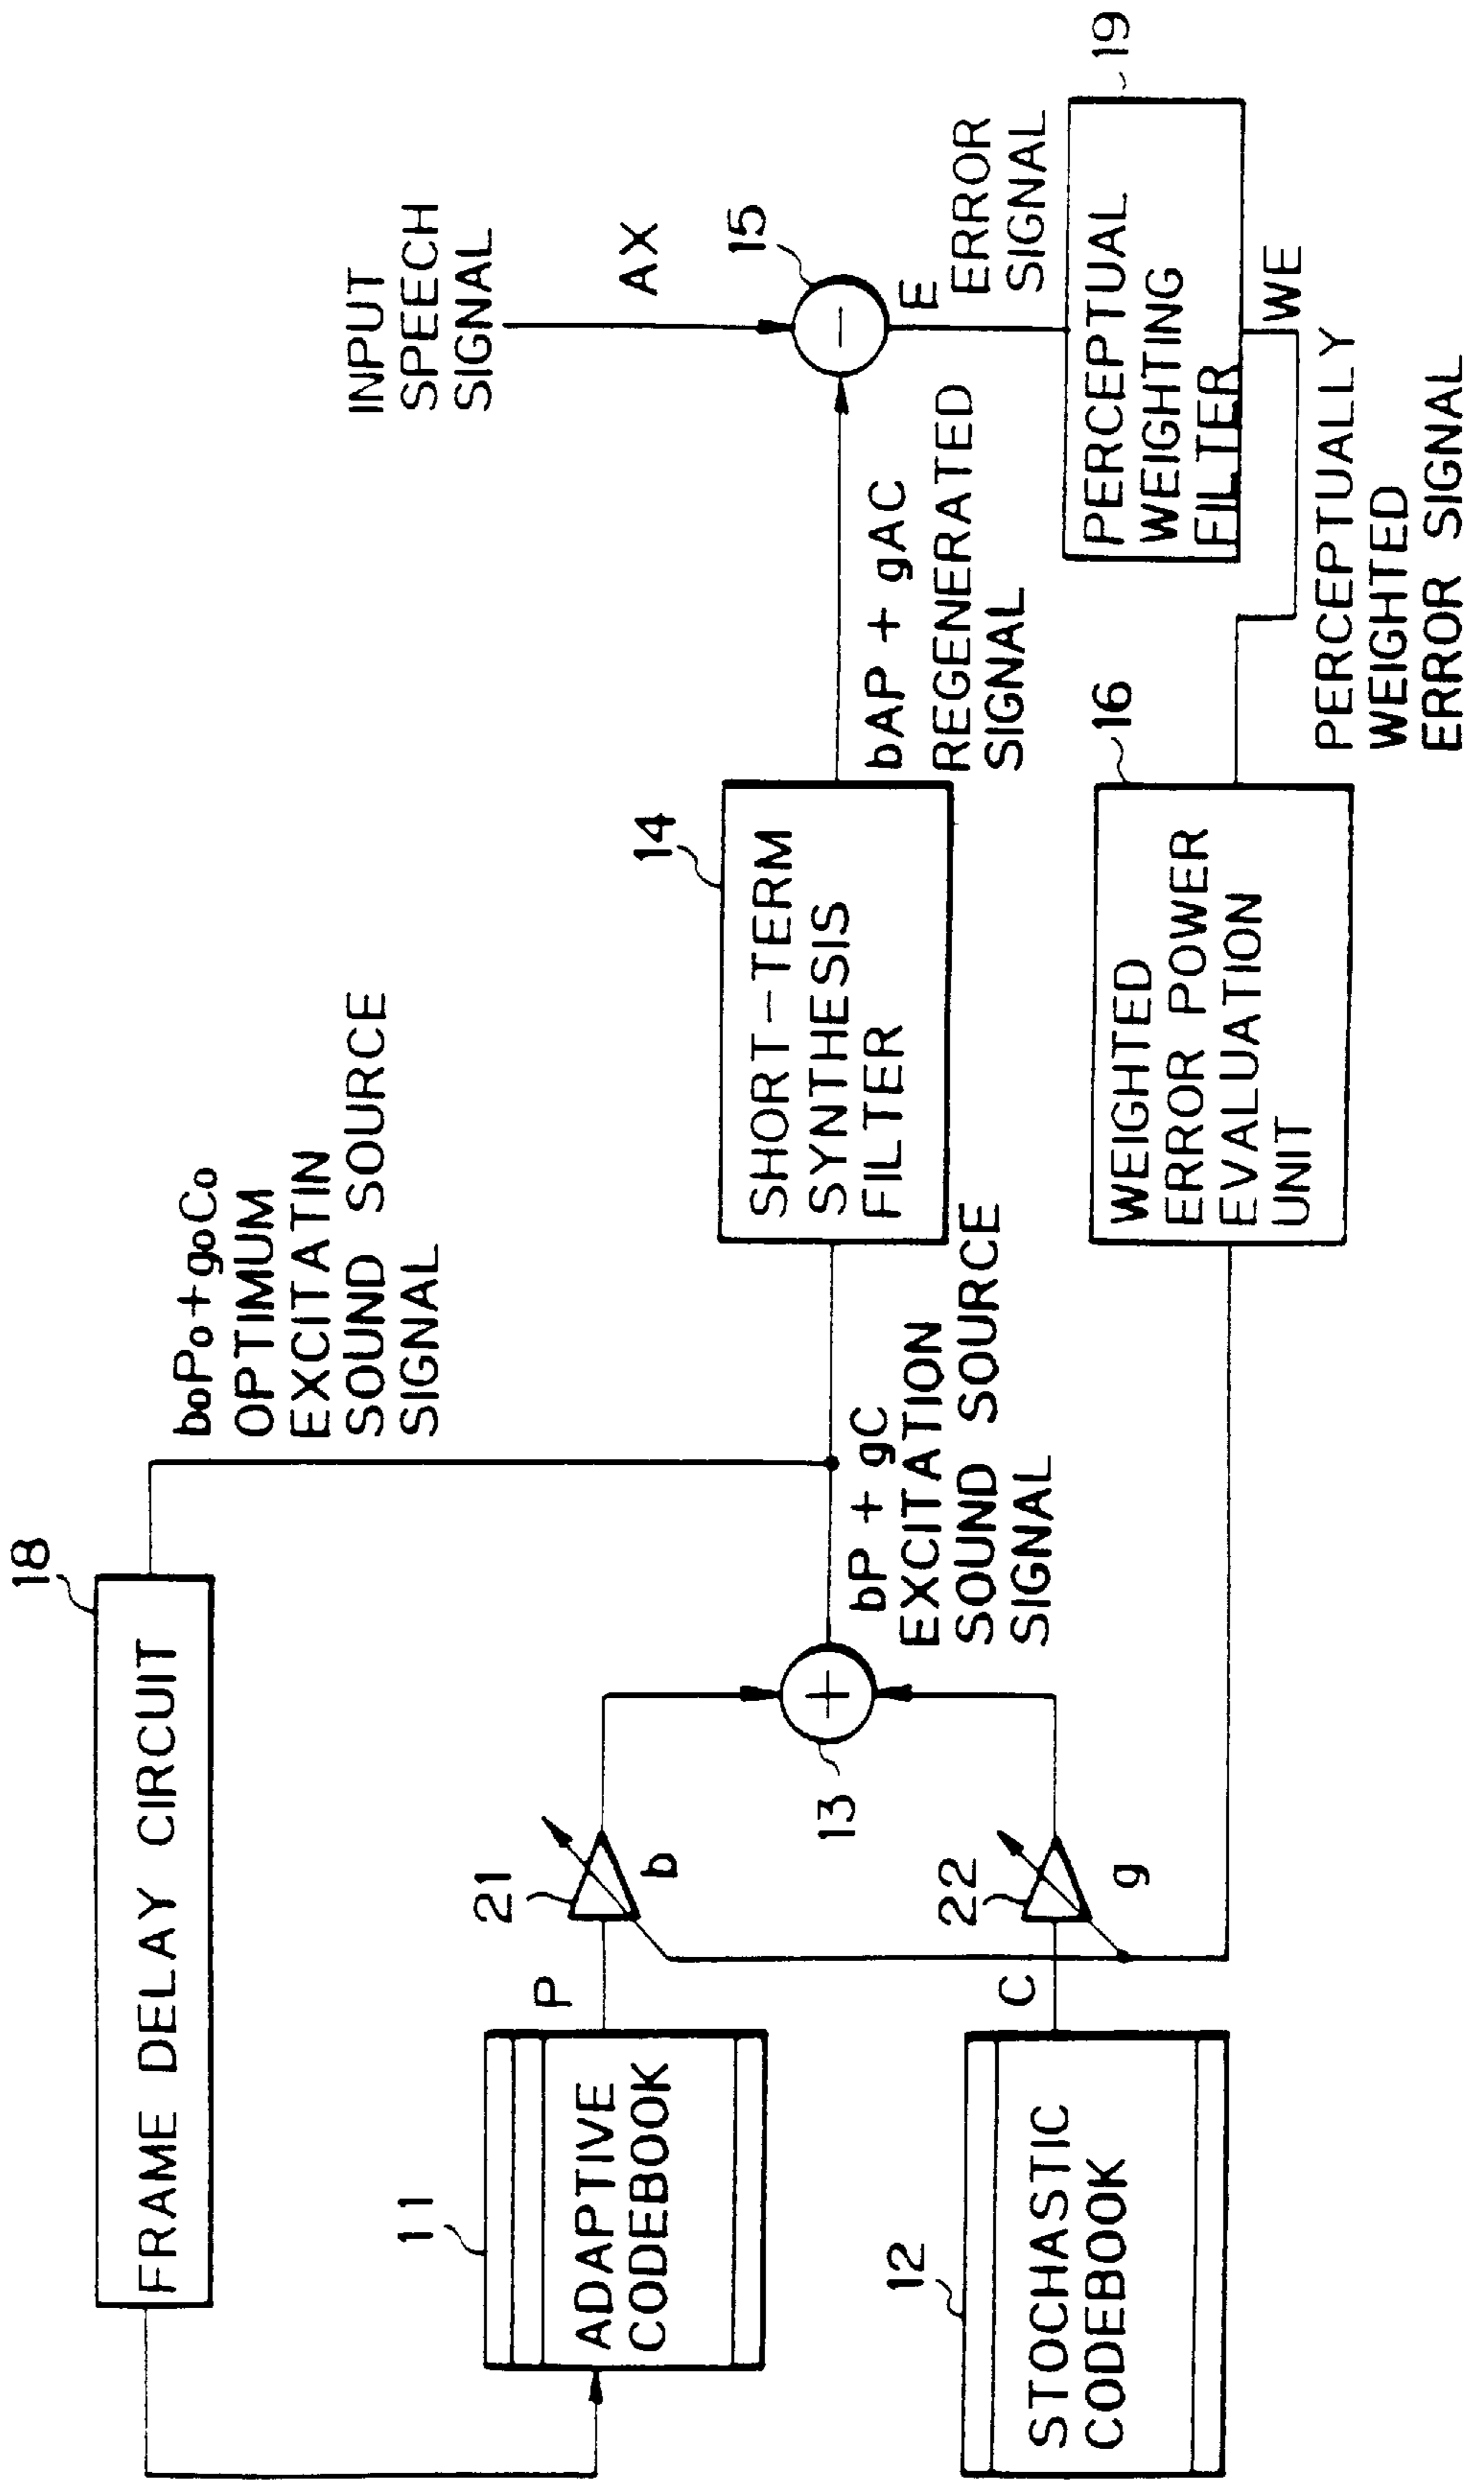 18
FRAME DELAY CIRCUIT
boPo+goCo
OPTIMUM
EXCITATIN
SOUND SOURCE
SIGNAL
INPUT
SPEECH
SIGNAL
AX
11
ADAPTIVE
CODEBOOK
P
21
b
13
+
bP + gC
EXCITATION
SOUND SOURCE
SIGNAL
14
SHORT-TERM
SYNTHESIS
FILTER
bAP + gAC
REGENERATED
SIGNAL
15
−
E
ERROR
SIGNAL
12
STOCHASTIC
CODEBOOK
C
22
g
16
WEIGHTED
ERROR POWER
EVALUATION
UNIT
19
PERCEPTUAL
WEIGHTING
FILTER
WE
PERCEPTUALLY
WEIGHTED
ERROR SIGNAL